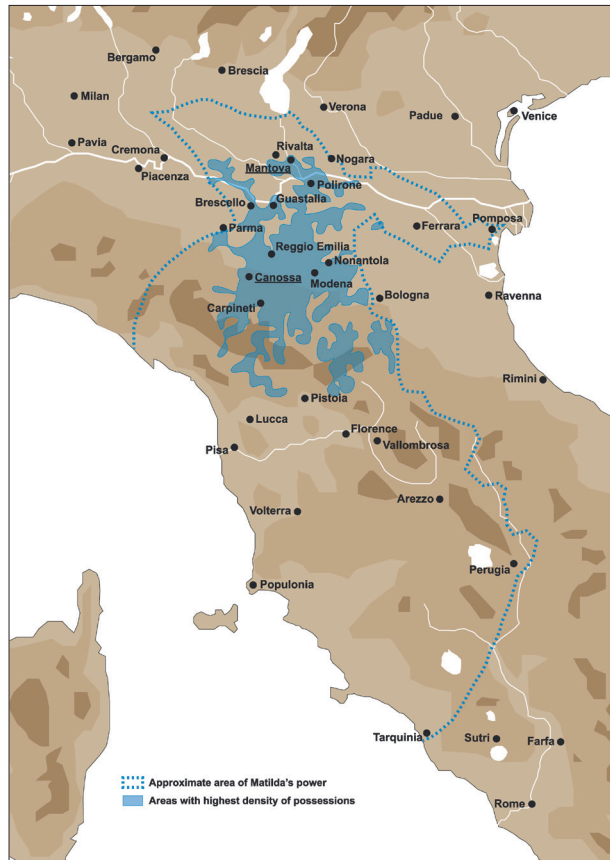 Bergamo
Brescia
Milan
Verona
Padue
Venice
Pavia
Cremona
Rivalta
Mantova
Nogara
Piacenza
Polirone
Brescello
Guastalla
Parma
Ferrara
Pomposa
Reggio Emilia
Nonantola
Canossa
Modena
Bologna
Ravenna
Carpineti
Rimini
Pistoia
Lucca
Florence
Pisa
Vallombrosa
Arezzo
Volterra
Perugia
Populonia
Tarquinia
Sutri
Farfa
Approximate area of Matilda's power
Areas with highest density of possessions
Rome